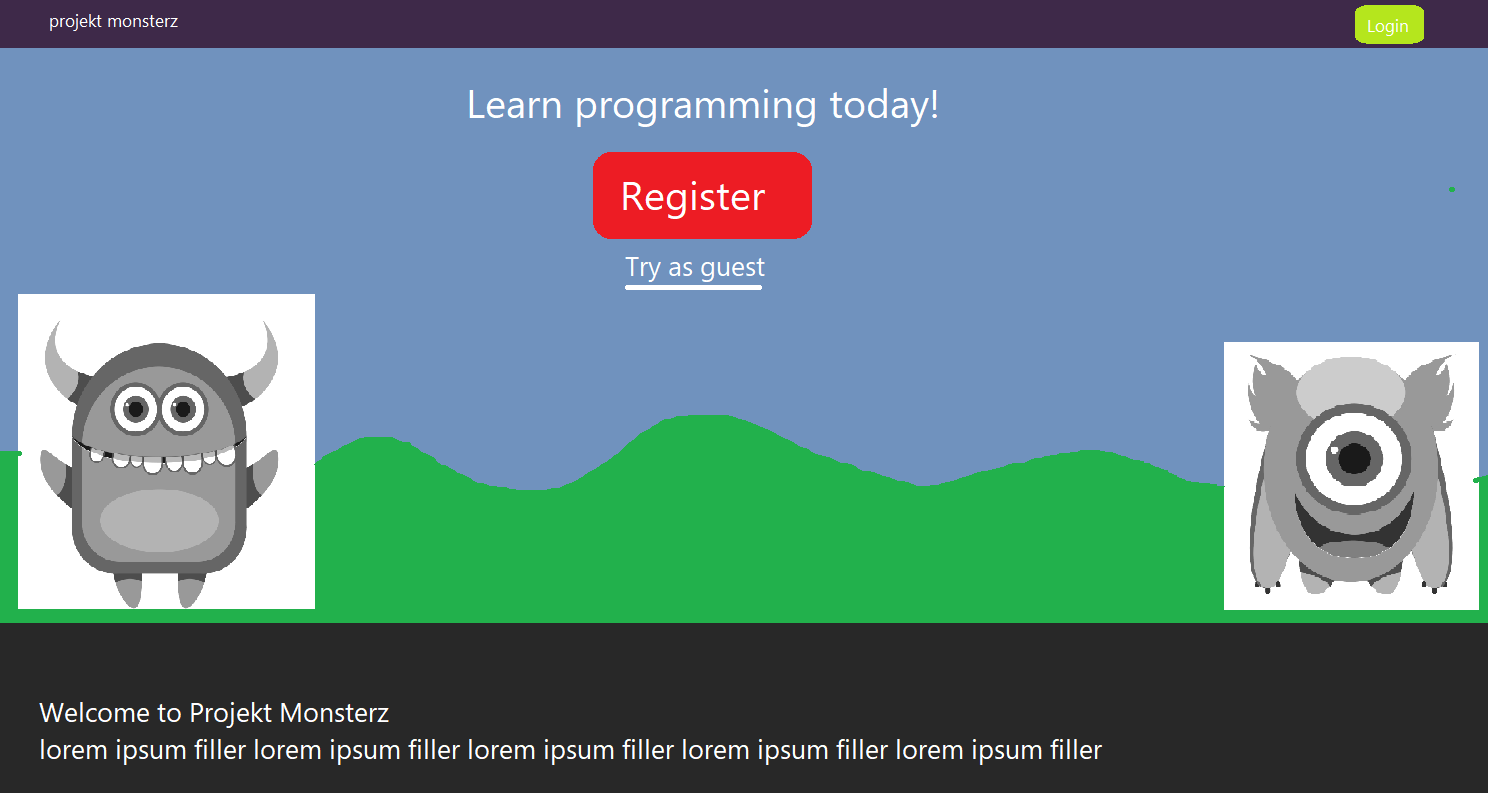 projekt monsterz
Login
Learn programming today!
Register
Try as guest
Welcome to Projekt Monsterz
lorem ipsum filler lorem ipsum filler lorem ipsum filler lorem ipsum filler lorem ipsum filler